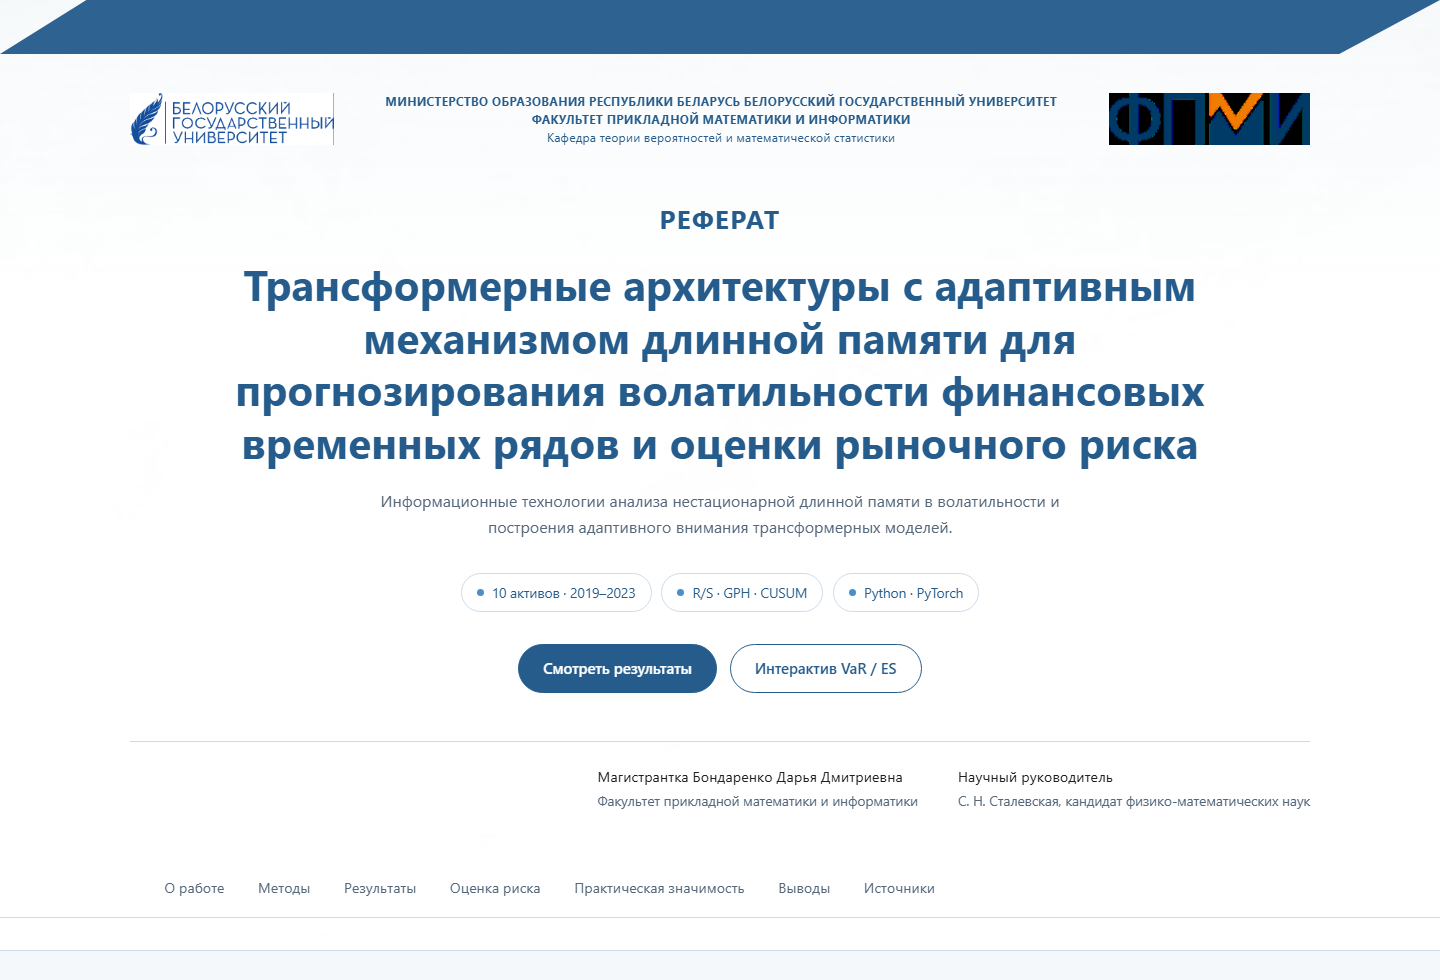 БЕЛОРУССКИЙ
ГОСУДАРСТВЕННЫЙ
УНИВЕРСИТЕТ
МИНИСТЕРСТВО ОБРАЗОВАНИЯ РЕСПУБЛИКИ БЕЛАРУСЬ БЕЛОРУССКИЙ ГОСУДАРСТВЕННЫЙ УНИВЕРСИТЕТ
ФАКУЛЬТЕТ ПРИКЛАДНОЙ МАТЕМАТИКИ И ИНФОРМАТИКИ
Кафедра теории вероятностей и математической статистики
ФПМИ
РЕФЕРАТ
Трансформерные архитектуры с адаптивным
механизмом длинной памяти для
прогнозирования волатильности финансовых
временных рядов и оценки рыночного риска
Информационные технологии анализа нестационарной длинной памяти в волатильности и
построения адаптивного внимания трансформерных моделей.
10 активов · 2019–2023
R/S · GPH · CUSUM
Python · PyTorch
Смотреть результаты
Интерактив VaR / ES
Магистрантка Бондаренко Дарья Дмитриевна
Факультет прикладной математики и информатики
Научный руководитель
С. Н. Сталевская, кандидат физико-математических наук
О работе
Методы
Результаты
Оценка риска
Практическая значимость
Выводы
Источники